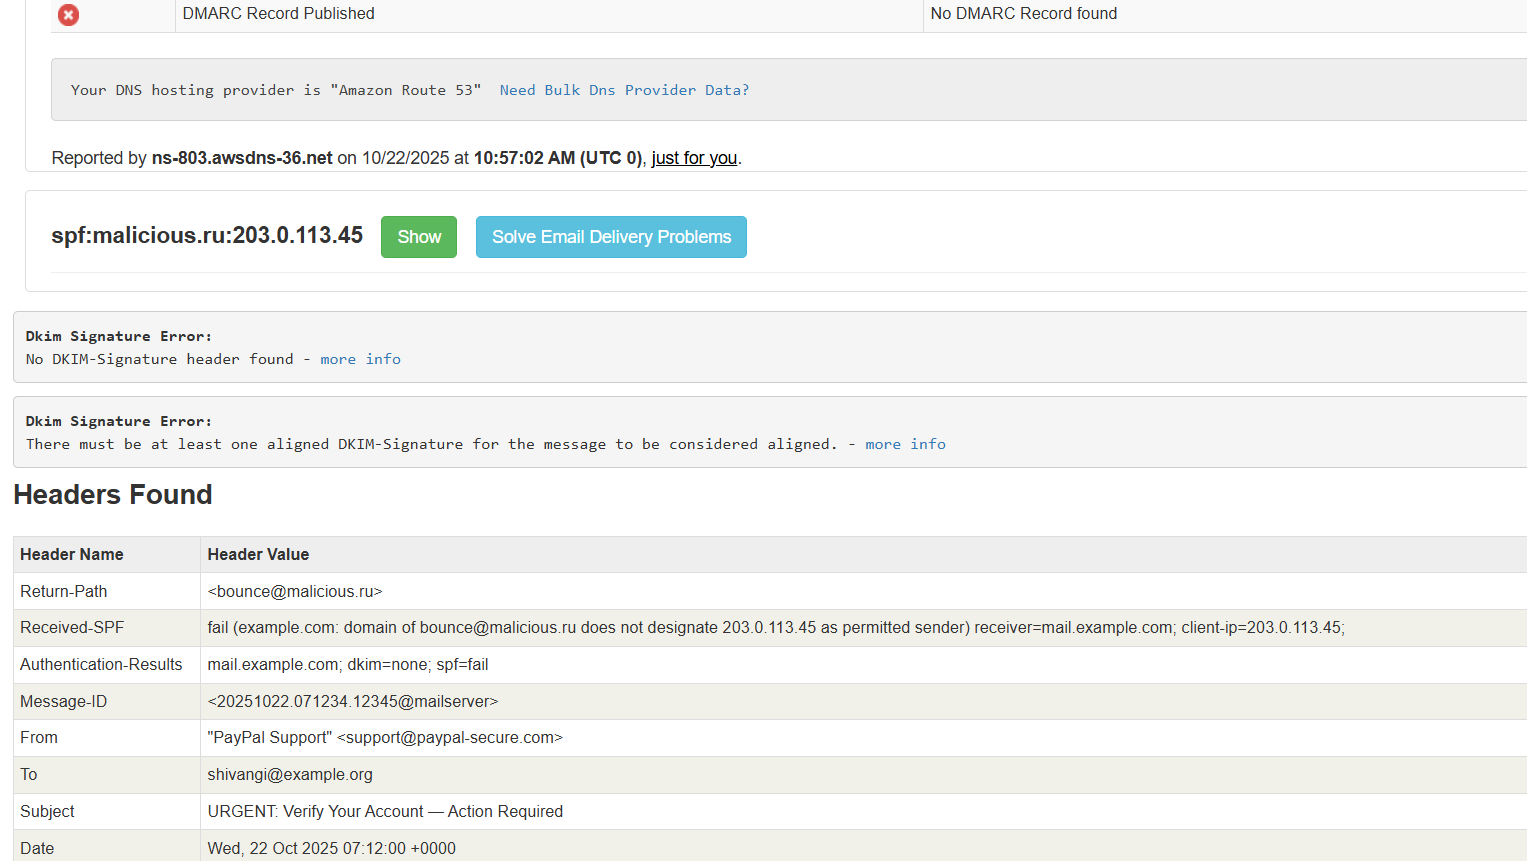 DMARC Record Published No DMARC Record found
Your DNS hosting provider is "Amazon Route 53" Need Bulk Dns Provider Data?
Reported by ns-803.awsdns-36.net on 10/22/2025 at 10:57:02 AM (UTC 0), just for you.
spf:malicious.ru:203.0.113.45 Show Solve Email Delivery Problems
Dkim Signature Error:
No DKIM-Signature header found - more info
Dkim Signature Error:
There must be at least one aligned DKIM-Signature for the message to be considered aligned. - more info
Headers Found
Header Name Header Value
Return-Path <bounce@malicious.ru>
Received-SPF fail (example.com: domain of bounce@malicious.ru does not designate 203.0.113.45 as permitted sender) receiver=mail.example.com; client-ip=203.0.113.45;
Authentication-Results mail.example.com; dkim=none; spf=fail
Message-ID <20251022.071234.12345@mailserver>
From "PayPal Support" <support@paypal-secure.com>
To shivangi@example.org
Subject URGENT: Verify Your Account — Action Required
Date Wed, 22 Oct 2025 07:12:00 +0000